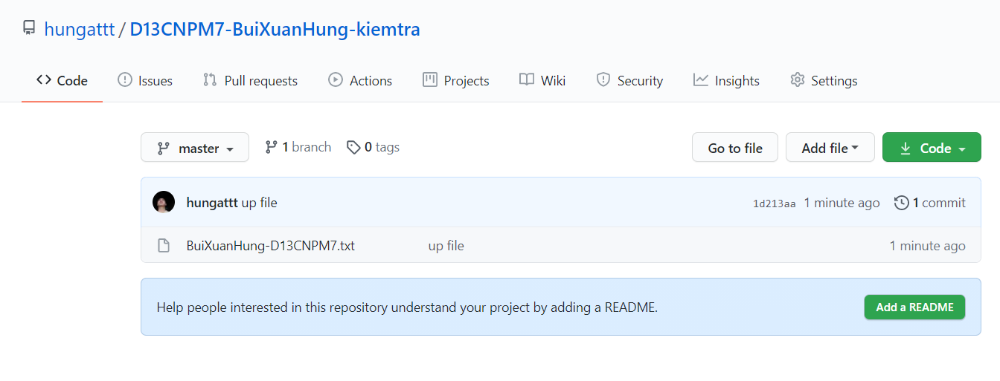 hungattt / D13CNPM7-BuiXuanHung-kiemtra
Code Issues Pull requests Actions Projects Wiki Security Insights Settings
master 1 branch 0 tags Go to file Add file Code
hungattt up file 1d213aa 1 minute ago 1 commit
BuiXuanHung-D13CNPM7.txt up file 1 minute ago
Help people interested in this repository understand your project by adding a README. Add a README